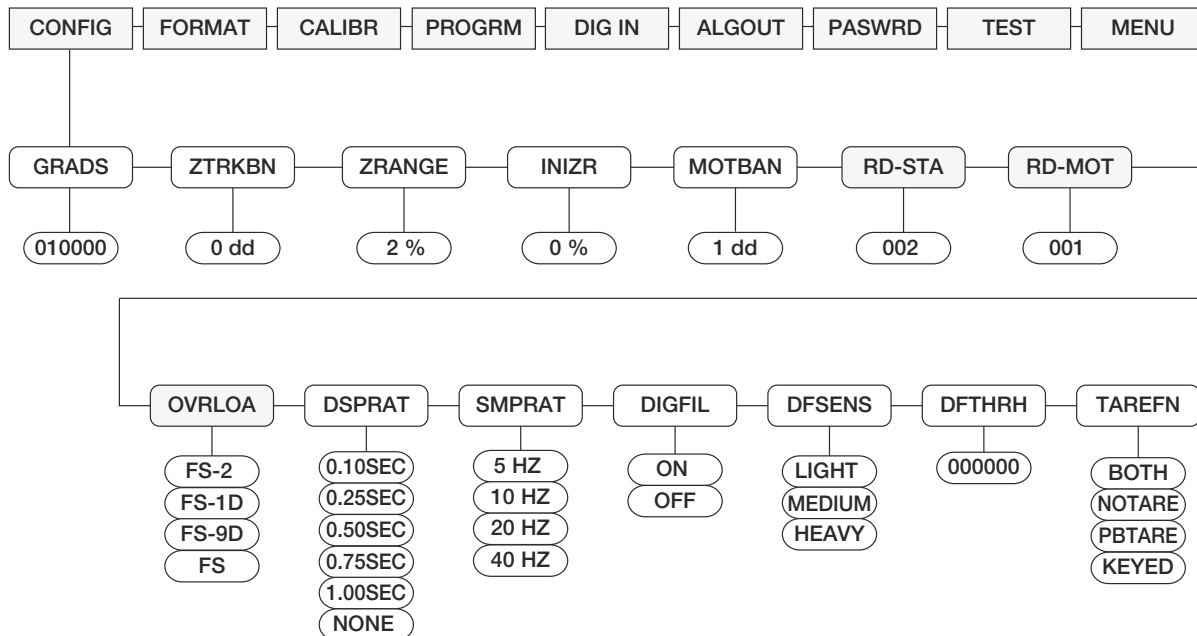 CONFIG FORMAT CALIBR PROGRM DIG IN ALGOUT PASWRD TEST MENU
GRADS ZTRKBN ZRANGE INIZR MOTBAN RD-STA RD-MOT
010000 0 dd 2 % 0 % 1 dd 002 001
OVRLOA DSPRAT SMPRAT DIGFIL DFSENS DFTHRH TAREFN
FS-2 0.10SEC 5 HZ ON LIGHT 000000 BOTH
FS-1D 0.25SEC 10 HZ OFF MEDIUM NOTARE
FS-9D 0.50SEC 20 HZ HEAVY PBTARE
FS 0.75SEC 40 HZ KEYED
1.00SEC
NONE